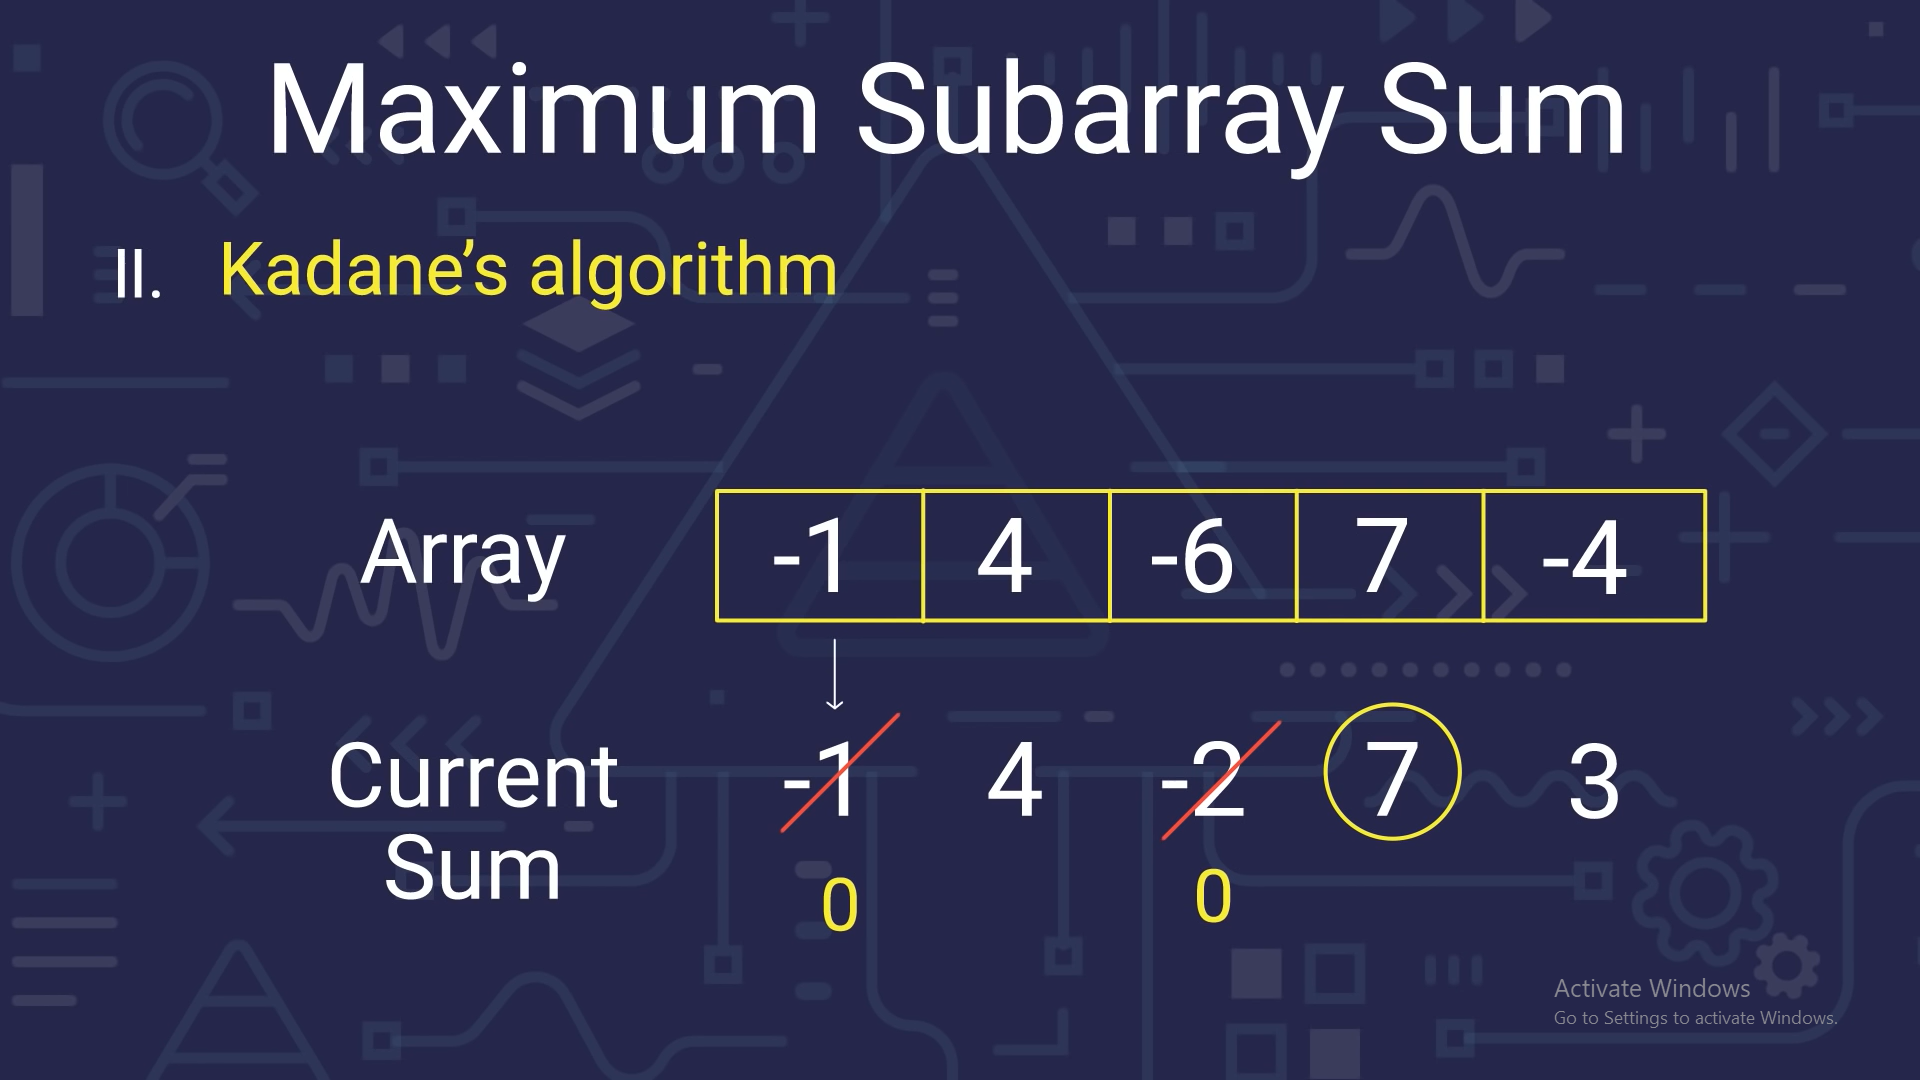 Maximum Subarray Sum
II. Kadane’s algorithm
Array -1 4 -6 7 -4
Current
Sum
-1 4 -2 7 3
0 0
Activate Windows
Go to Settings to activate Windows.